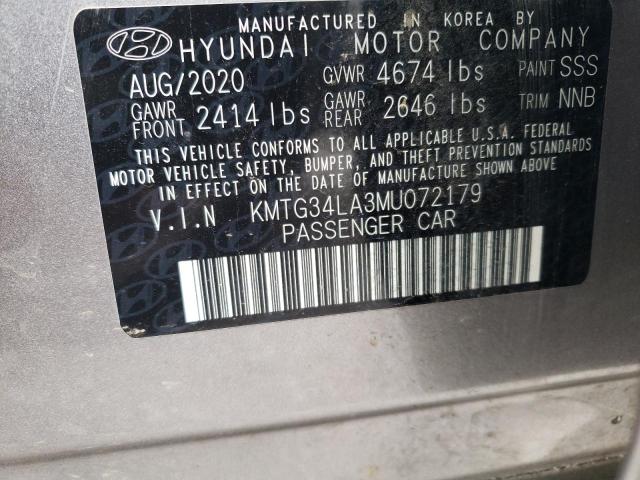 MANUFACTURED IN KOREA BY
HYUNDAI MOTOR COMPANY
AUG/2020 GVWR 4674 lbs PAINT SSS
GAWR FRONT 2414 lbs GAWR REAR 2646 lbs TRIM NNB
THIS VEHICLE CONFORMS TO ALL APPLICABLE U.S.A. FEDERAL
MOTOR VEHICLE SAFETY, BUMPER, AND THEFT PREVENTION STANDARDS
IN EFFECT ON THE DATE OF MANUFACTURE SHOWN ABOVE
V.I.N KMTG34LA3MU072179
PASSENGER CAR